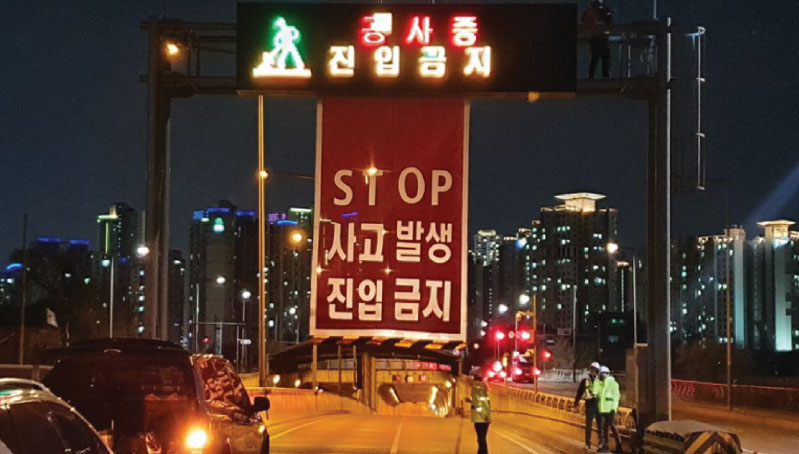 공사중
진입금지
STOP
사고 발생
진입 금지